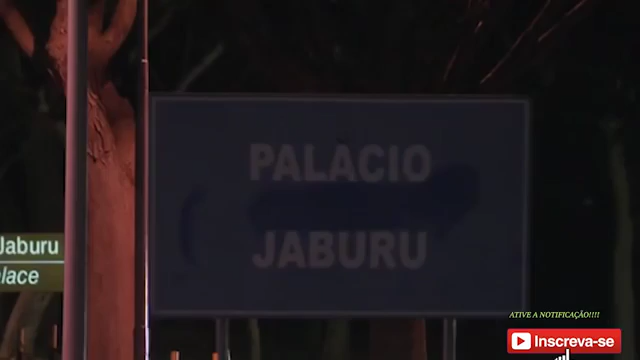 PALACIO
JABURU
Jaburu
lace
ATIVE A NOTIFICAÇÃO!!!!
Inscreva-se